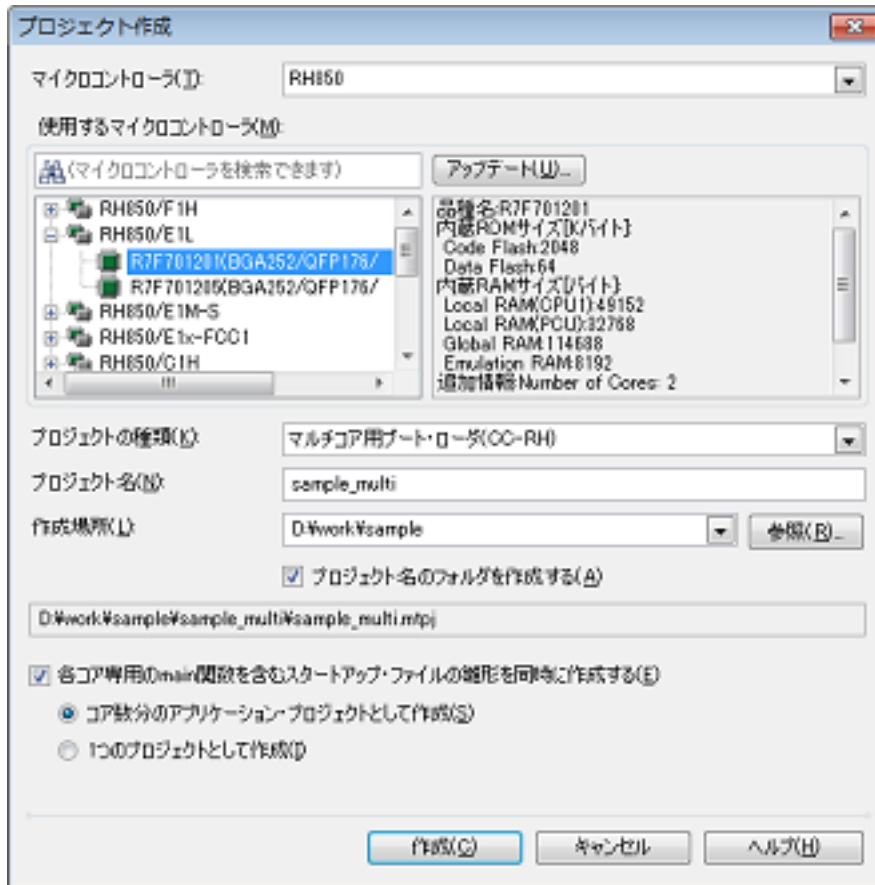 プロジェクト作成
マイクロコントローラ(T):
RH850
使用するマイクロコントローラ(M):
(マイクロコントローラを検索できます)
アップデート(U)...
RH850/F1H
RH850/E1L
R7F701201(BGA252/QFP176/
R7F701205(BGA252/QFP176/
RH850/E1M-S
RH850/E1x-FCC1
RH850/C1H
品種名:R7F701201
内蔵ROMサイズ[Kバイト]
Code Flash:2048
Data Flash:64
内蔵RAMサイズ[バイト]
Local RAM(CPU1):49152
Local RAM(PCU):32768
Global RAM:114688
Emulation RAM:8192
追加情報:Number of Cores: 2
プロジェクトの種類(K):
マルチコア用ブート・ローダ(CC-RH)
プロジェクト名(N):
sample_multi
作成場所(L):
D:¥work¥sample
参照(R)...
プロジェクト名のフォルダを作成する(A)
D:¥work¥sample¥sample_multi¥sample_multi.mtpj
各コア専用のmain関数を含むスタートアップ・ファイルの雛形を同時に作成する(E)
コア数分のアプリケーション・プロジェクトとして作成(S)
1つのプロジェクトとして作成(I)
作成(C)
キャンセル
ヘルプ(H)